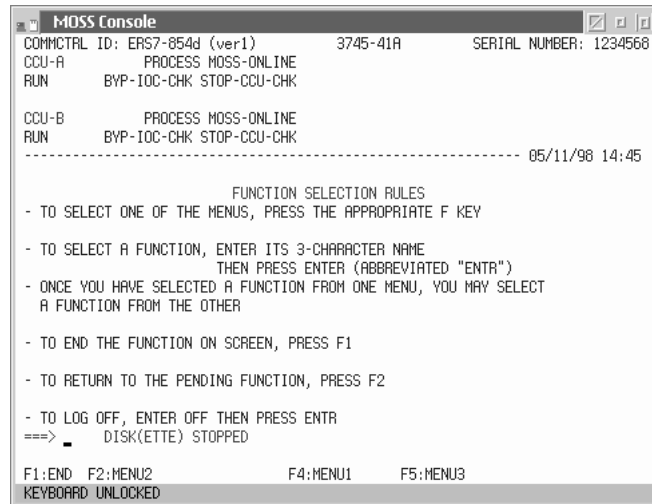 MOSS Console
COMMCTRL ID: ERS7-854d (ver1) 3745-41A SERIAL NUMBER: 1234568
CCU-A PROCESS MOSS-ONLINE
RUN BYP-IOC-CHK STOP-CCU-CHK
CCU-B PROCESS MOSS-ONLINE
RUN BYP-IOC-CHK STOP-CCU-CHK
-------------------------------------------------------------- 05/11/98 14:45
FUNCTION SELECTION RULES
- TO SELECT ONE OF THE MENUS, PRESS THE APPROPRIATE F KEY
- TO SELECT A FUNCTION, ENTER ITS 3-CHARACTER NAME
THEN PRESS ENTER (ABBREVIATED "ENTR")
- ONCE YOU HAVE SELECTED A FUNCTION FROM ONE MENU, YOU MAY SELECT
A FUNCTION FROM THE OTHER
- TO END THE FUNCTION ON SCREEN, PRESS F1
- TO RETURN TO THE PENDING FUNCTION, PRESS F2
- TO LOG OFF, ENTER OFF THEN PRESS ENTR
===> _ DISK(ETTE) STOPPED
F1:END F2:MENU2 F4:MENU1 F5:MENU3
KEYBOARD UNLOCKED